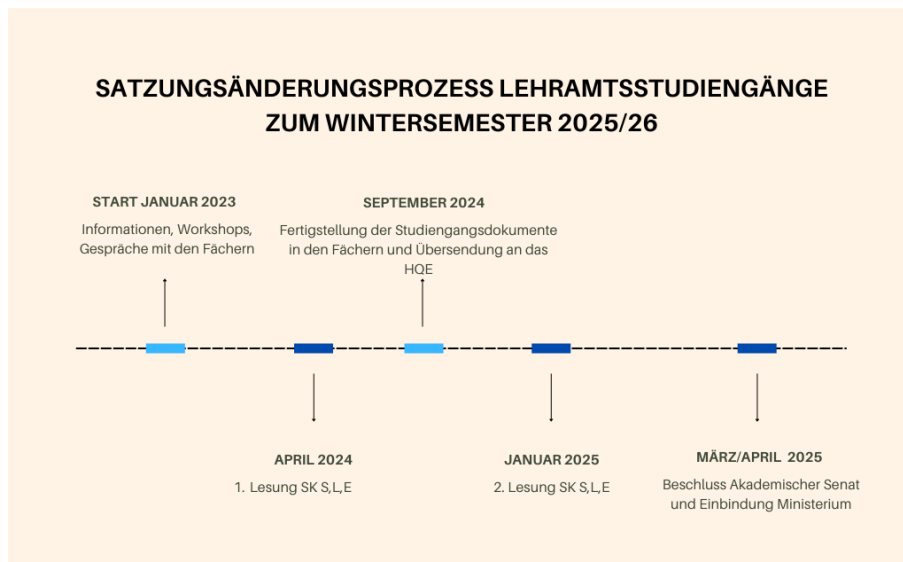 SATZUNGSÄNDERUNGSPROZESS LEHRAMTSSTUDIENGÄNGE
ZUM WINTERSEMESTER 2025/26
START JANUAR 2023
Informationen, Workshops,
Gespräche mit den Fächern
SEPTEMBER 2024
Fertigstellung der Studiengangsdokumente
in den Fächern und Übersendung an das
HQE
APRIL 2024
1. Lesung SK S,L,E
JANUAR 2025
2. Lesung SK S,L,E
MÄRZ/APRIL 2025
Beschluss Akademischer Senat
und Einbindung Ministerium